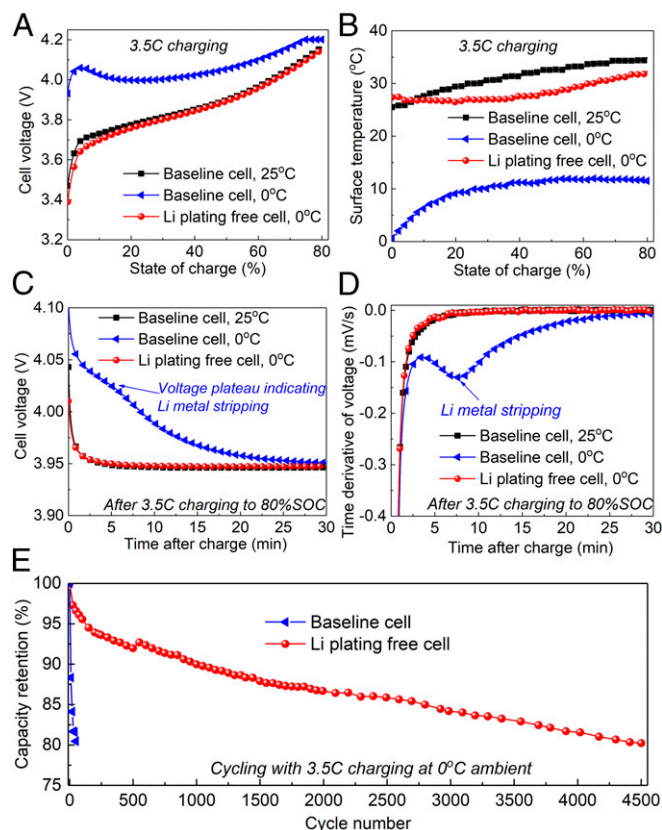 A
3.5C charging
4.2
4.0
3.8
3.6
3.4
3.2
Cell voltage (V)
Baseline cell, 25°C
Baseline cell, 0°C
Li plating free cell, 0°C
0 20 40 60 80
State of charge (%)
B
3.5C charging
40
30
20
10
0
Surface temperature (°C)
Baseline cell, 25°C
Baseline cell, 0°C
Li plating free cell, 0°C
0 20 40 60 80
State of charge (%)
C
4.10
4.05
4.00
3.95
3.90
Cell voltage (V)
Baseline cell, 25°C
Baseline cell, 0°C
Li plating free cell, 0°C
Voltage plateau indicating
Li metal stripping
After 3.5C charging to 80%SOC
0 5 10 15 20 25 30
Time after charge (min)
D
0.0
-0.1
-0.2
-0.3
-0.4
Time derivative of voltage (mV/s)
Li metal stripping
Baseline cell, 25°C
Baseline cell, 0°C
Li plating free cell, 0°C
After 3.5C charging to 80%SOC
0 5 10 15 20 25 30
Time after charge (min)
E
100
95
90
85
80
75
Capacity retention (%)
Baseline cell
Li plating free cell
Cycling with 3.5C charging at 0°C ambient
0 500 1000 1500 2000 2500 3000 3500 4000 4500
Cycle number